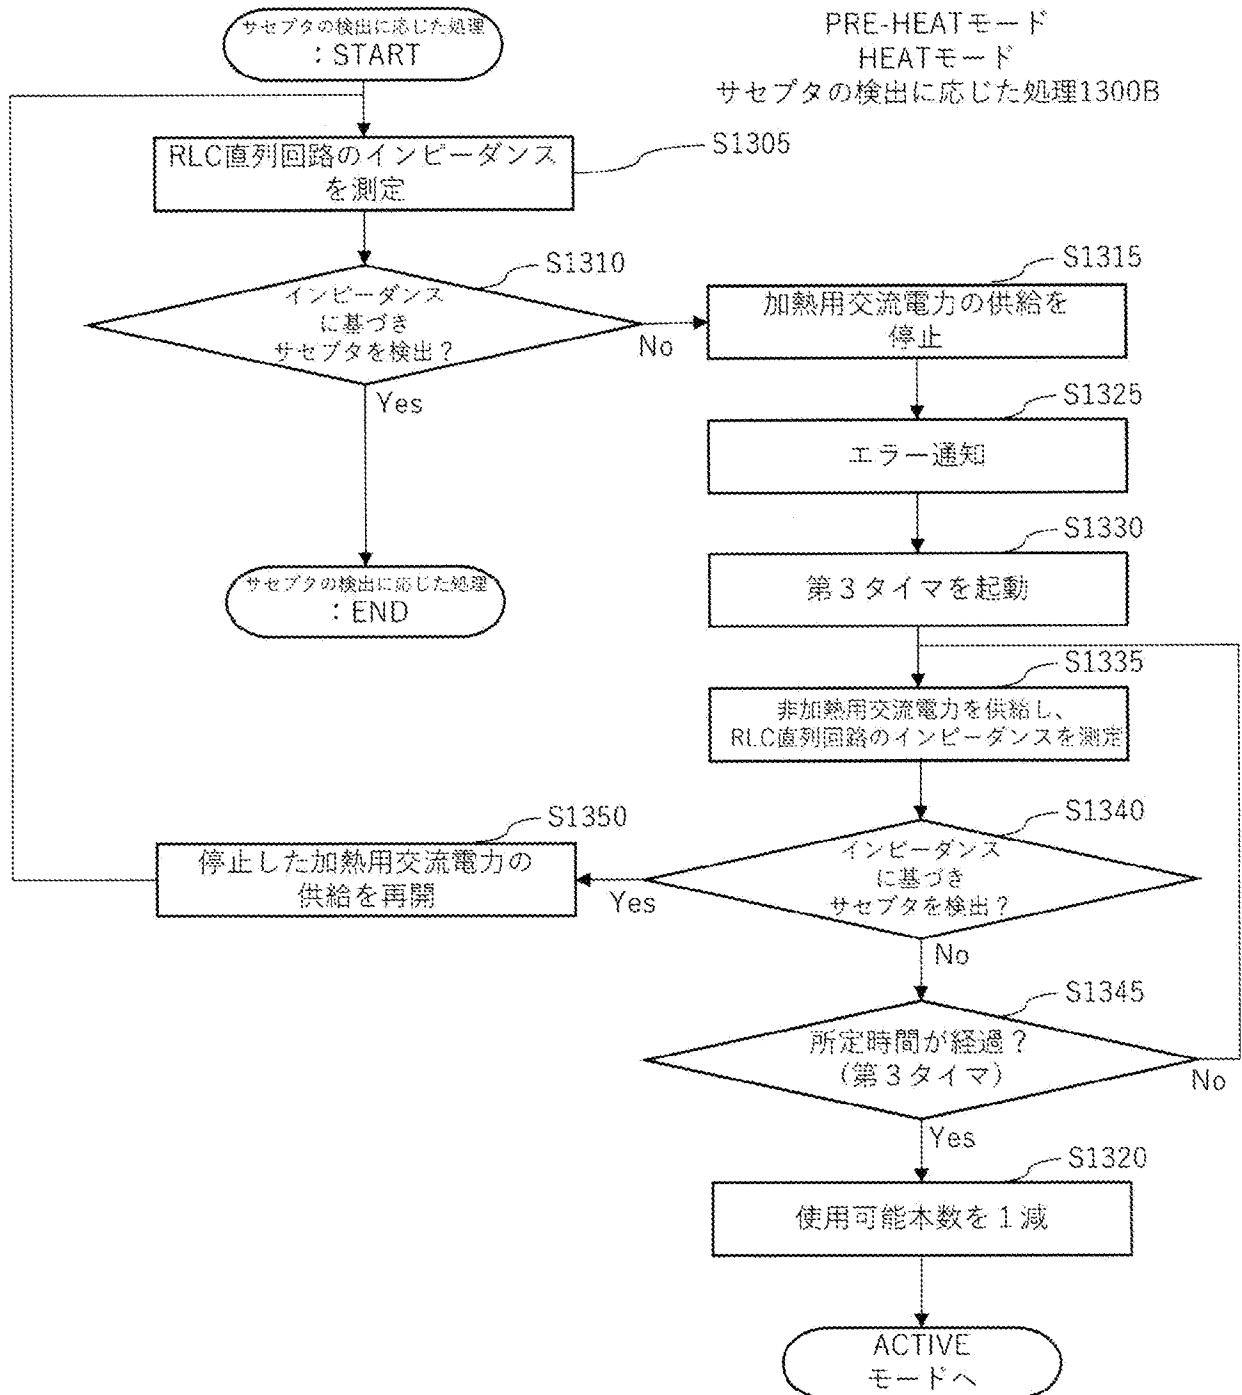 サセプタの検出に応じた処理
：START
PRE-HEATモード
HEATモード
サセプタの検出に応じた処理1300B
RLC直列回路のインピーダンス
を測定
S1305
インピーダンス
に基づき
サセプタを検出？
S1310
No
Yes
加熱用交流電力の供給を
停止
S1315
エラー通知
S1325
サセプタの検出に応じた処理
：END
第３タイマを起動
S1330
非加熱用交流電力を供給し、
RLC直列回路のインピーダンスを測定
S1335
インピーダンス
に基づき
サセプタを検出？
S1340
Yes
No
停止した加熱用交流電力の
供給を再開
S1350
所定時間が経過？
（第３タイマ）
S1345
No
Yes
使用可能本数を１減
S1320
ACTIVE
モードへ